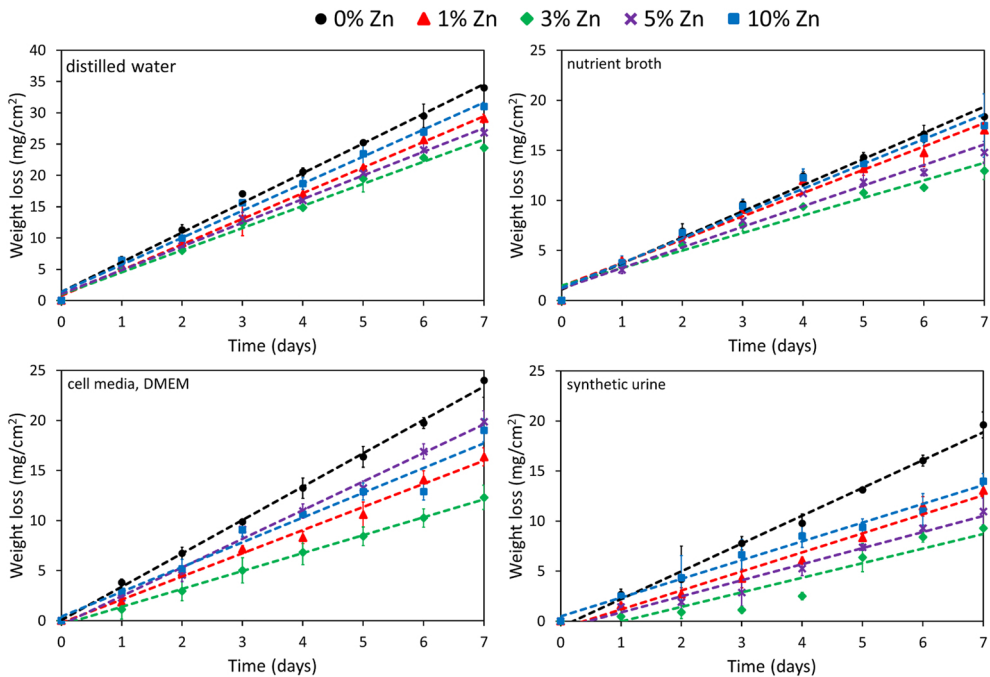 0% Zn 1% Zn 3% Zn 5% Zn 10% Zn
distilled water
Weight loss (mg/cm²)
40
35
30
25
20
15
10
5
0
0 1 2 3 4 5 6 7
Time (days)
nutrient broth
Weight loss (mg/cm²)
25
20
15
10
5
0
0 1 2 3 4 5 6 7
Time (days)
cell media, DMEM
Weight loss (mg/cm²)
25
20
15
10
5
0
0 1 2 3 4 5 6 7
Time (days)
synthetic urine
Weight loss (mg/cm²)
25
20
15
10
5
0
0 1 2 3 4 5 6 7
Time (days)